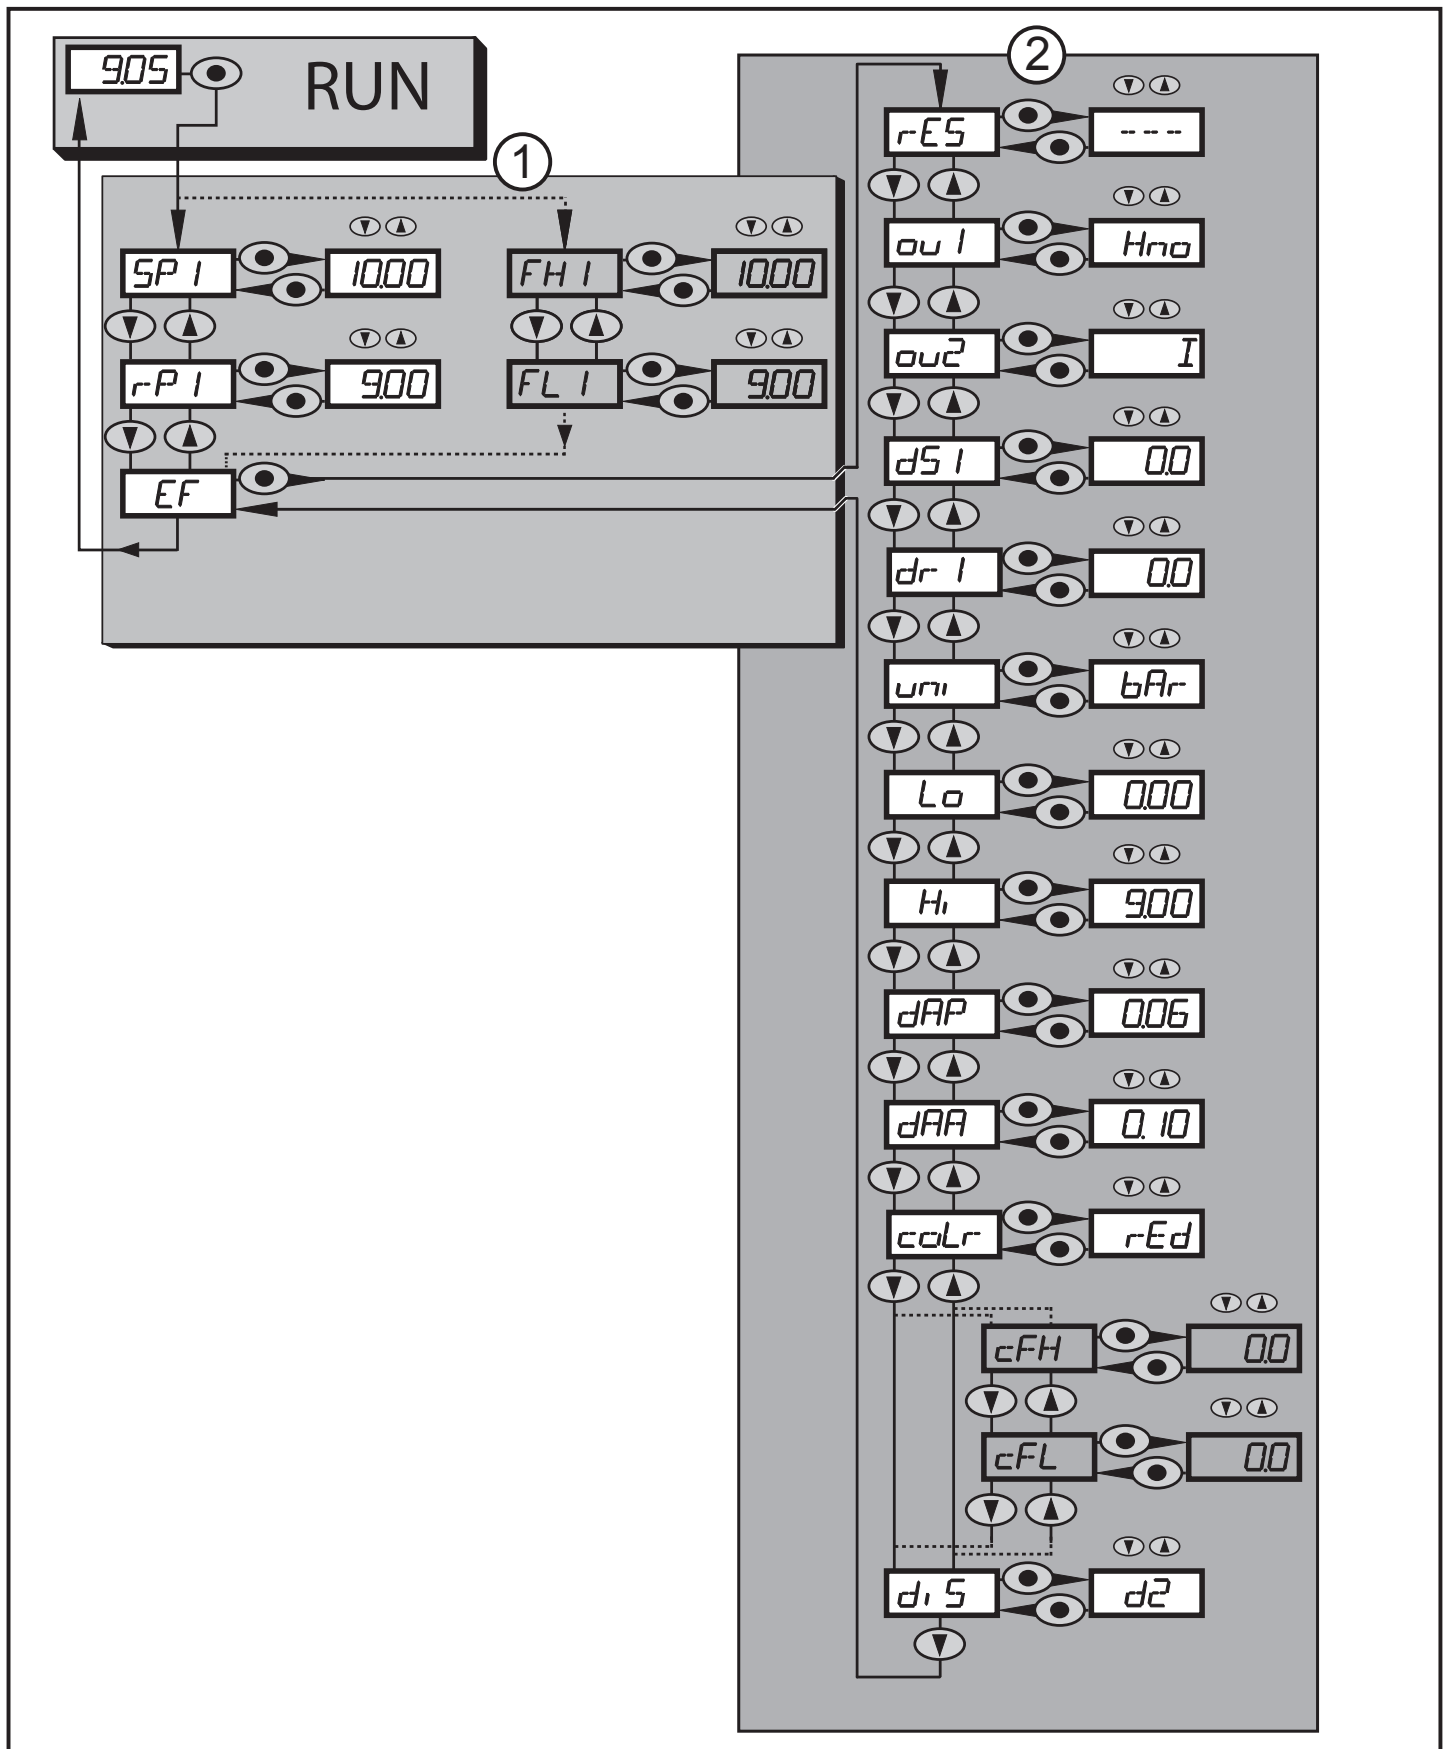 9.05
RUN
1
2
SP1
10.00
FH1
10.00
rP1
9.00
FL1
9.00
EF
rES
---
ou1
Hno
ou2
I
dS1
0.0
dr1
0.0
uni
bAr
Lo
0.00
Hi
9.00
dAP
0.06
dAA
0.10
coLr
rEd
cFH
0.0
cFL
0.0
diS
d2